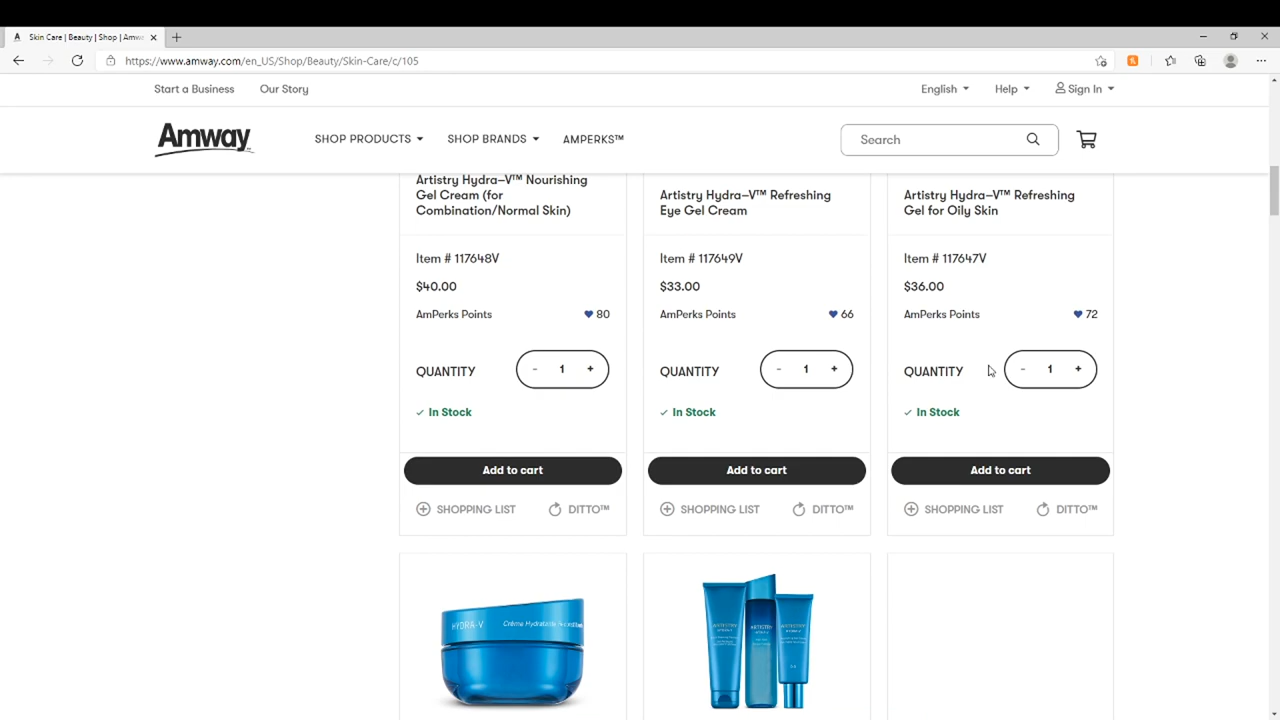 Skin Care | Beauty | Shop | Amw
https://www.amway.com/en_US/Shop/Beauty/Skin-Care/c/105
Start a Business Our Story English Help Sign In
Amway SHOP PRODUCTS SHOP BRANDS AMPERKS™ Search
Artistry Hydra–V™ Nourishing
Gel Cream (for
Combination/Normal Skin)
Item # 117648V
$40.00
AmPerks Points 80
QUANTITY - 1 +
In Stock
Add to cart
SHOPPING LIST DITTO™
Artistry Hydra–V™ Refreshing
Eye Gel Cream
Item # 117649V
$33.00
AmPerks Points 66
QUANTITY - 1 +
In Stock
Add to cart
SHOPPING LIST DITTO™
Artistry Hydra–V™ Refreshing
Gel for Oily Skin
Item # 117647V
$36.00
AmPerks Points 72
QUANTITY - 1 +
In Stock
Add to cart
SHOPPING LIST DITTO™
HYDRA-V Crème Hydratante
ARTISTRY
ARTISTRY
ARTISTRY